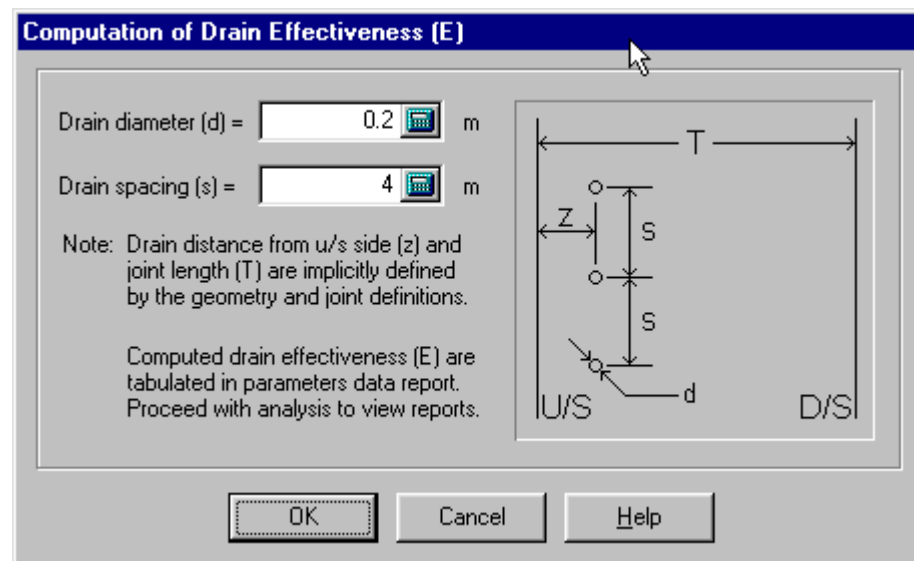 Computation of Drain Effectiveness (E)
Drain diameter (d) = 0.2 m
Drain spacing (s) = 4 m
Note: Drain distance from u/s side (z) and
joint length (T) are implicitly defined
by the geometry and joint definitions.
Computed drain effectiveness (E) are
tabulated in parameters data report.
Proceed with analysis to view reports.
T
Z
S
S
d
U/S D/S
OK Cancel Help